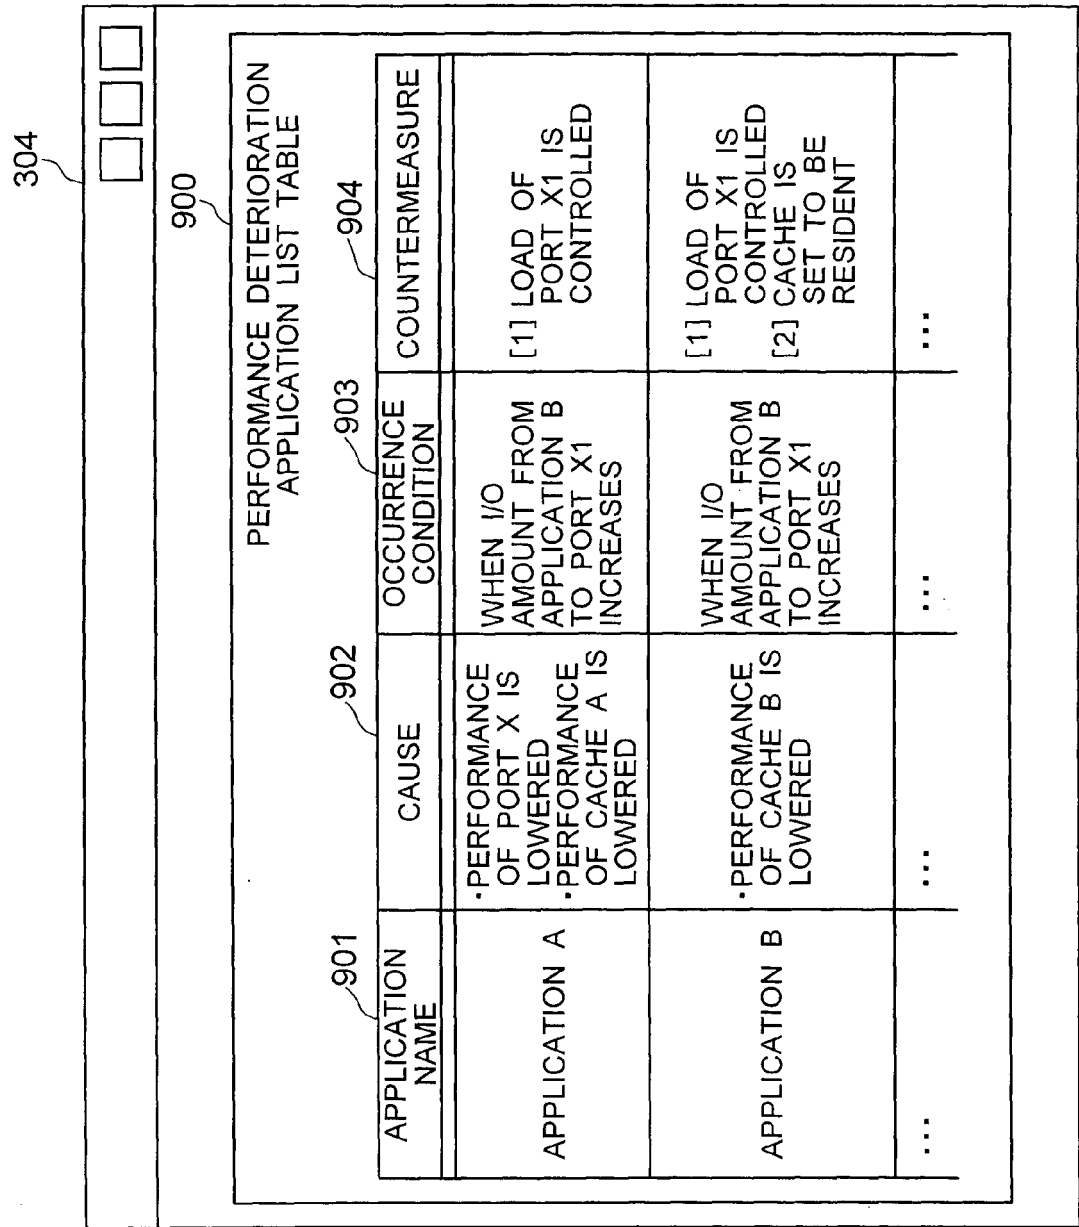 304
900
PERFORMANCE DETERIORATION
APPLICATION LIST TABLE
901
902
903
904
APPLICATION
NAME
CAUSE
OCCURRENCE
CONDITION
COUNTERMEASURE
APPLICATION A
·PERFORMANCE
OF PORT X IS
LOWERED
·PERFORMANCE
OF CACHE A IS
LOWERED
WHEN I/O
AMOUNT FROM
APPLICATION B
TO PORT X1
INCREASES
[1] LOAD OF
PORT X1 IS
CONTROLLED
APPLICATION B
·PERFORMANCE
OF CACHE B IS
LOWERED
WHEN I/O
AMOUNT FROM
APPLICATION B
TO PORT X1
INCREASES
[1] LOAD OF
PORT X1 IS
CONTROLLED
[2] CACHE IS
SET TO BE
RESIDENT
... ... ... ...